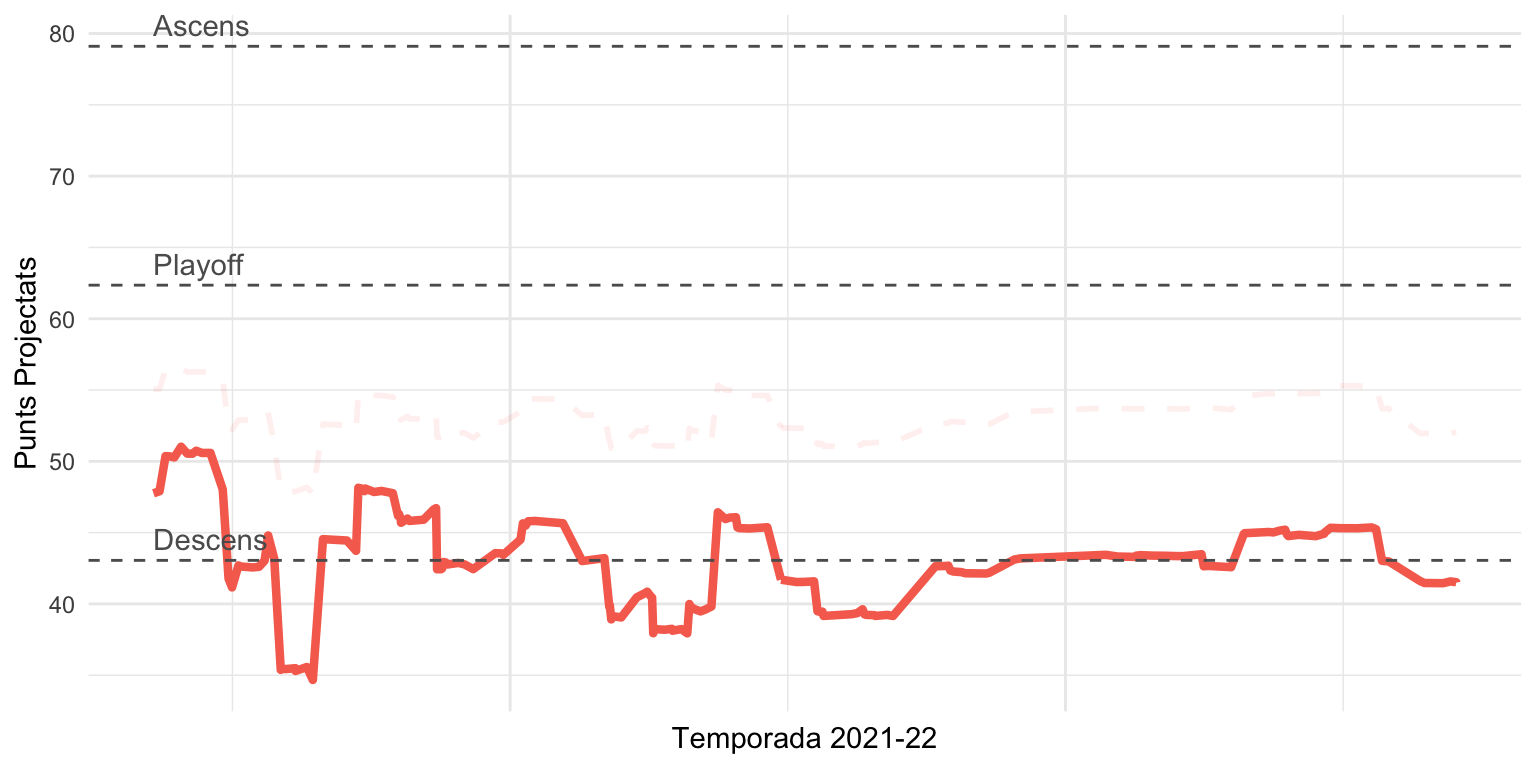 Punts Projectats
80
70
60
50
40
Ascens
Playoff
Descens
Temporada 2021-22